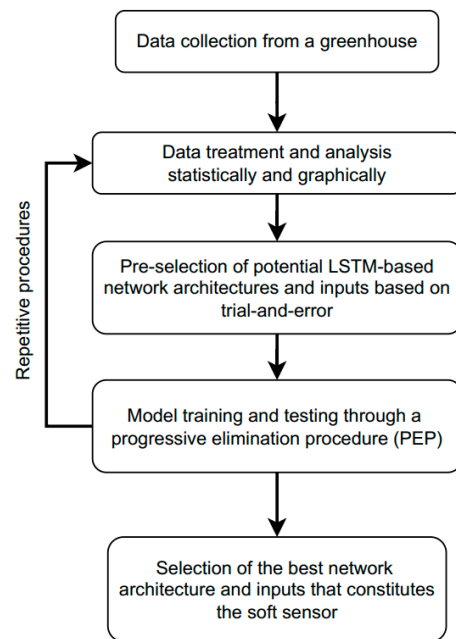 Data collection from a greenhouse
Data treatment and analysis
statistically and graphically
Repetitive procedures
Pre-selection of potential LSTM-based
network architectures and inputs based on
trial-and-error
Model training and testing through a
progressive elimination procedure (PEP)
Selection of the best network
architecture and inputs that constitutes
the soft sensor